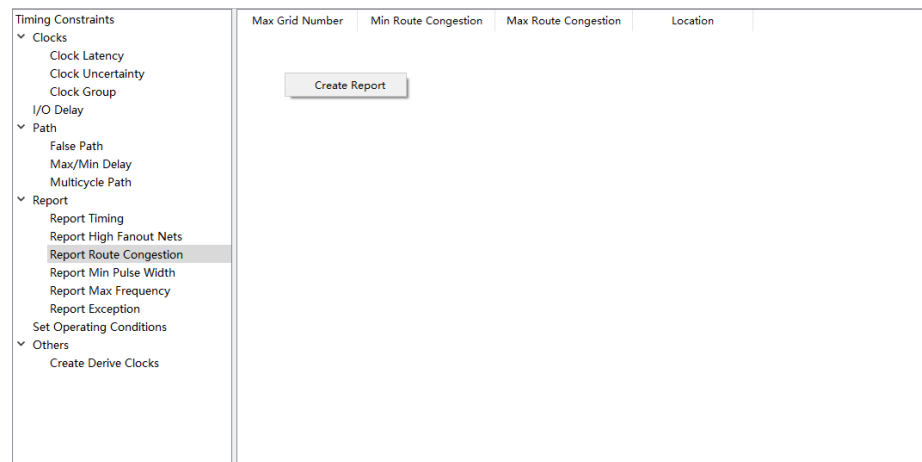 Timing Constraints
Clocks
Clock Latency
Clock Uncertainty
Clock Group
I/O Delay
Path
False Path
Max/Min Delay
Multicycle Path
Report
Report Timing
Report High Fanout Nets
Report Route Congestion
Report Min Pulse Width
Report Max Frequency
Report Exception
Set Operating Conditions
Others
Create Derive Clocks
Max Grid Number Min Route Congestion Max Route Congestion Location
Create Report